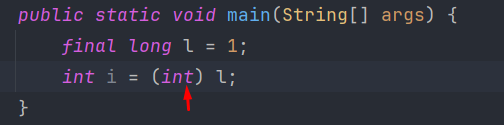 public static void main(String[] args) {
final long l = 1;
int i = (int) l;
}